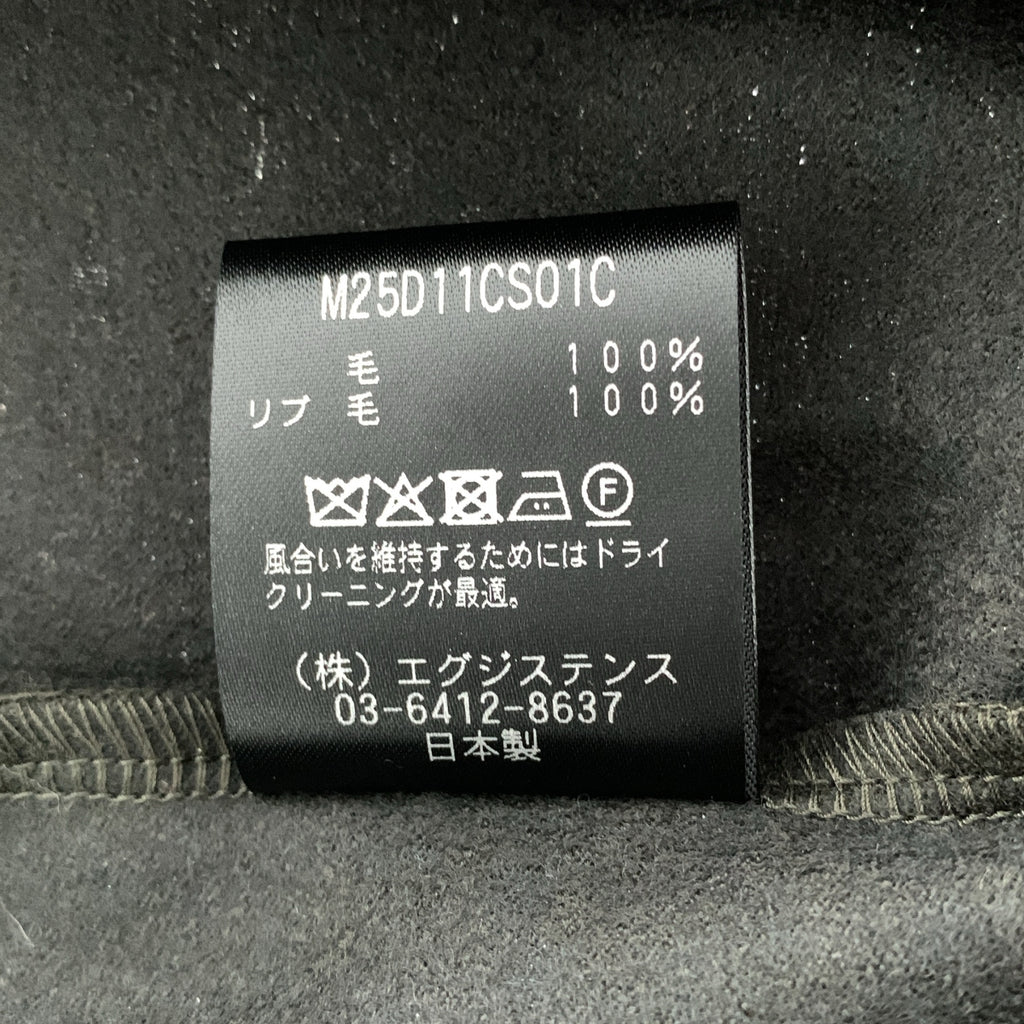 M25D11CS01C
毛 100%
リブ 毛 100%
F
風合いを維持するためにはドライ
クリーニングが最適。
(株)エグジステンス
03-6412-8637
日本製